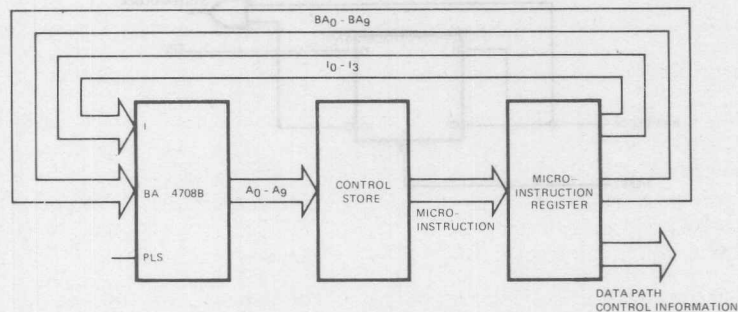 BA0 - BA9
I0 - I3
I
BA 4708B
A0 - A9
CONTROL
STORE
MICRO-
INSTRUCTION
MICRO-
INSTRUCTION
REGISTER
PLS
DATA PATH
CONTROL INFORMATION